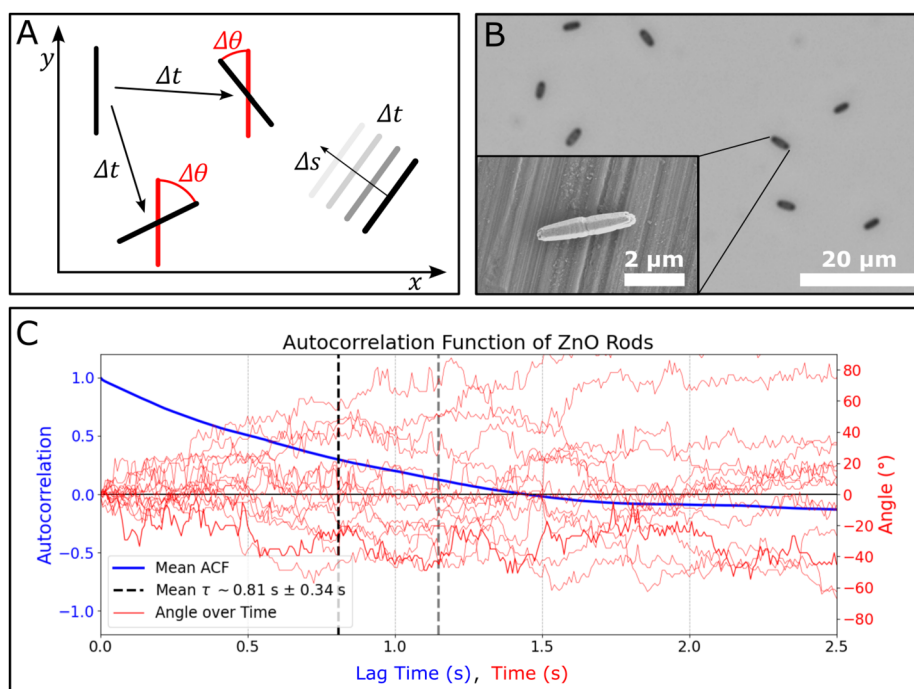 A
y
Δθ
Δt
Δt
Δs
Δt
Δθ
x
B
2 μm
20 μm
C
Autocorrelation Function of ZnO Rods
Autocorrelation
1.0
0.5
0.0
−0.5
−1.0
Mean ACF
Mean τ ~ 0.81 s ± 0.34 s
Angle over Time
80
60
40
20
0
−20
−40
−60
−80
Angle (°)
0.0
0.5
1.0
1.5
2.0
2.5
Lag Time (s), Time (s)